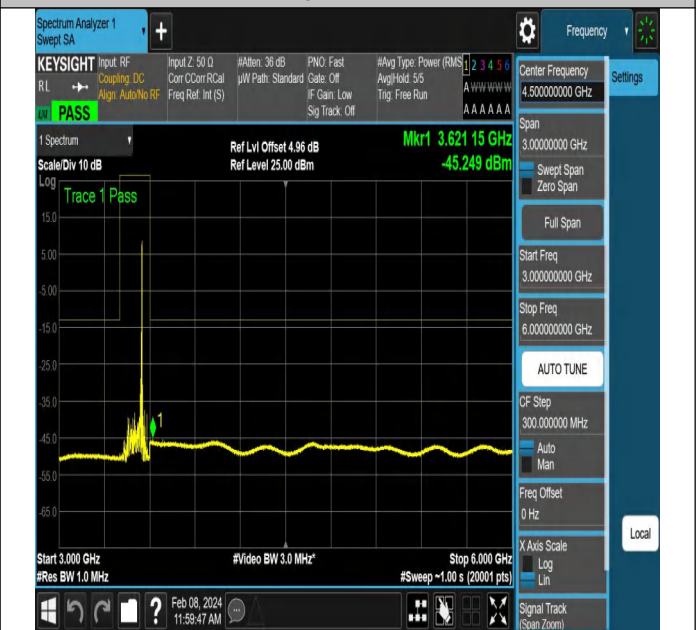 Spectrum Analyzer 1
Swept SA
Frequency
KEYSIGHT
Input: RF
Input Z: 50 Ω
#Atten: 36 dB
PNO: Fast
#Avg Type: Power (RMS
1 2 3 4 5 6
RL
Coupling: DC
Corr CCorr RCal
µW Path: Standard
Gate: Off
Avg|Hold: 5/5
A W W W W W
Align: Auto/No RF
Freq Ref: Int (S)
IF Gain: Low
Trig: Free Run
Sig Track: Off
A A A A A A
PASS
1 Spectrum
Scale/Div 10 dB
Ref Lvl Offset 4.96 dB
Ref Level 25.00 dBm
Mkr1 3.621 15 GHz
-45.249 dBm
Log
Trace 1 Pass
15.0
5.00
-5.00
-15.0
-25.0
-35.0
-45.0
-55.0
-65.0
1
Start 3.000 GHz
#Video BW 3.0 MHz*
Stop 6.000 GHz
#Res BW 1.0 MHz
#Sweep ~1.00 s (20001 pts)
Feb 08, 2024
11:59:47 AM
?
Center Frequency
4.500000000 GHz
Settings
Span
3.00000000 GHz
Swept Span
Zero Span
Full Span
Start Freq
3.000000000 GHz
Stop Freq
6.000000000 GHz
AUTO TUNE
CF Step
300.000000 MHz
Auto
Man
Freq Offset
0 Hz
Local
X Axis Scale
Log
Lin
Signal Track
(Span Zoom)